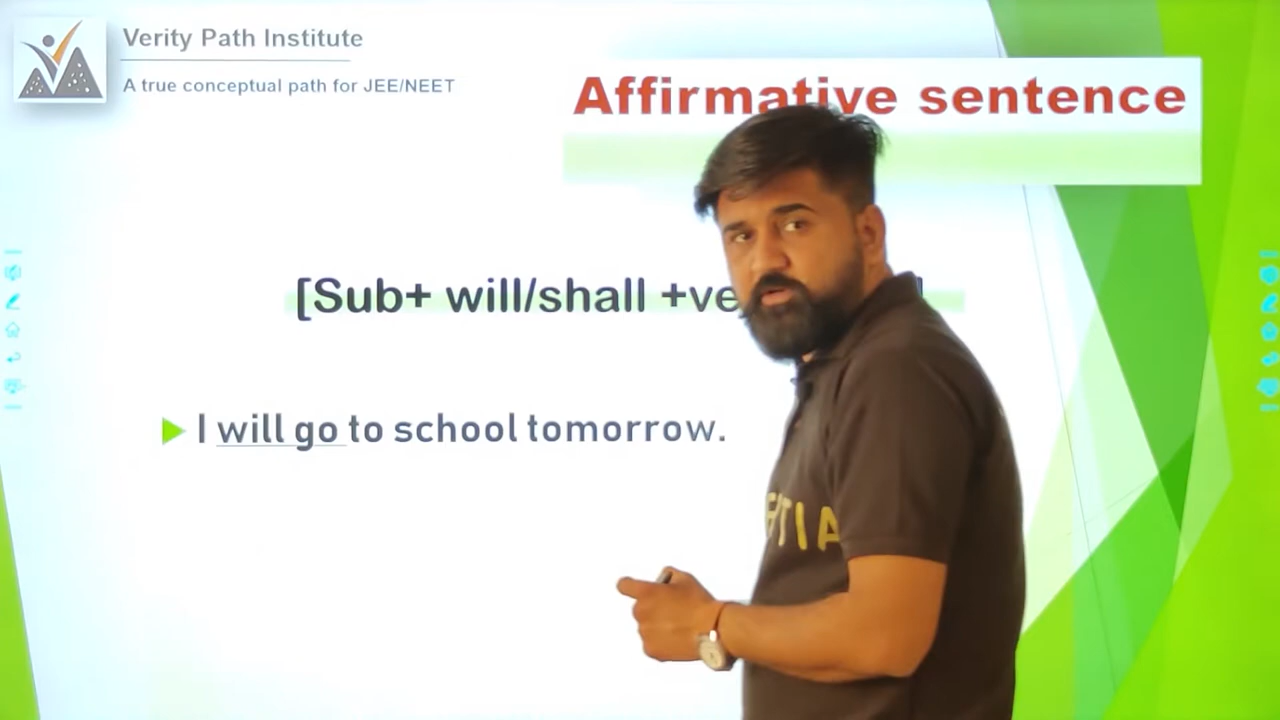 Verity Path Institute
A true conceptual path for JEE/NEET
Affirmative sentence
[Sub+ will/shall +ve
I will go to school tomorrow.